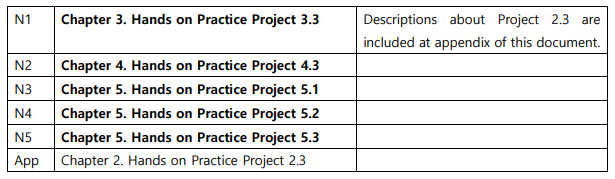 N1 Chapter 3. Hands on Practice Project 3.3 Descriptions about Project 2.3 are
included at appendix of this document.
N2 Chapter 4. Hands on Practice Project 4.3
N3 Chapter 5. Hands on Practice Project 5.1
N4 Chapter 5. Hands on Practice Project 5.2
N5 Chapter 5. Hands on Practice Project 5.3
App Chapter 2. Hands on Practice Project 2.3